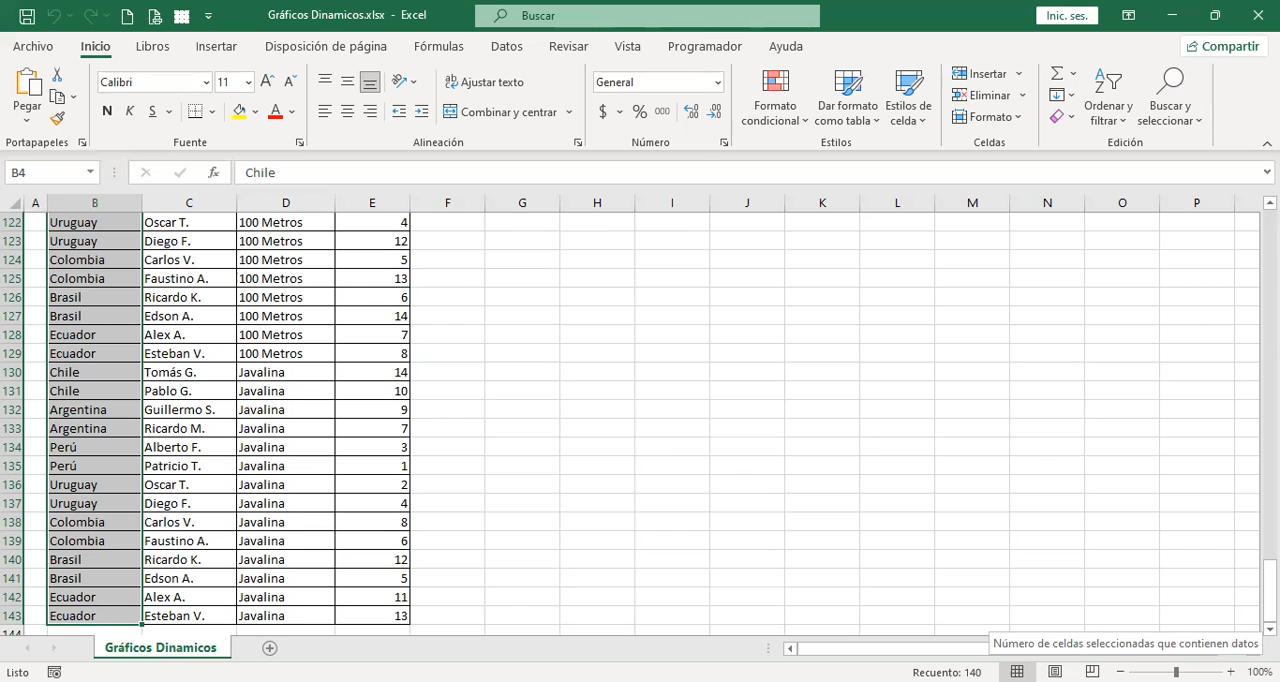 Gráficos Dinamicos.xlsx - Excel
Buscar
Inic. ses.
Archivo Inicio Libros Insertar Disposición de página Fórmulas Datos Revisar Vista Programador Ayuda
Compartir
Pegar
Calibri 11
N K S
Ajustar texto
Combinar y centrar
General
$ % 000
Formato condicional
Dar formato como tabla
Estilos de celda
Insertar
Eliminar
Formato
Ordenar y filtrar
Buscar y seleccionar
Portapapeles Fuente Alineación Número Estilos Celdas Edición
B4 fx Chile
A B C D E F G H I J K L M N O P
122 Uruguay Oscar T. 100 Metros 4
123 Uruguay Diego F. 100 Metros 12
124 Colombia Carlos V. 100 Metros 5
125 Colombia Faustino A. 100 Metros 13
126 Brasil Ricardo K. 100 Metros 6
127 Brasil Edson A. 100 Metros 14
128 Ecuador Alex A. 100 Metros 7
129 Ecuador Esteban V. 100 Metros 8
130 Chile Tomás G. Javalina 14
131 Chile Pablo G. Javalina 10
132 Argentina Guillermo S. Javalina 9
133 Argentina Ricardo M. Javalina 7
134 Perú Alberto F. Javalina 3
135 Perú Patricio T. Javalina 1
136 Uruguay Oscar T. Javalina 2
137 Uruguay Diego F. Javalina 4
138 Colombia Carlos V. Javalina 8
139 Colombia Faustino A. Javalina 6
140 Brasil Ricardo K. Javalina 12
141 Brasil Edson A. Javalina 5
142 Ecuador Alex A. Javalina 11
143 Ecuador Esteban V. Javalina 13
144
Gráficos Dinamicos
Número de celdas seleccionadas que contienen datos
Listo
Recuento: 140
100%